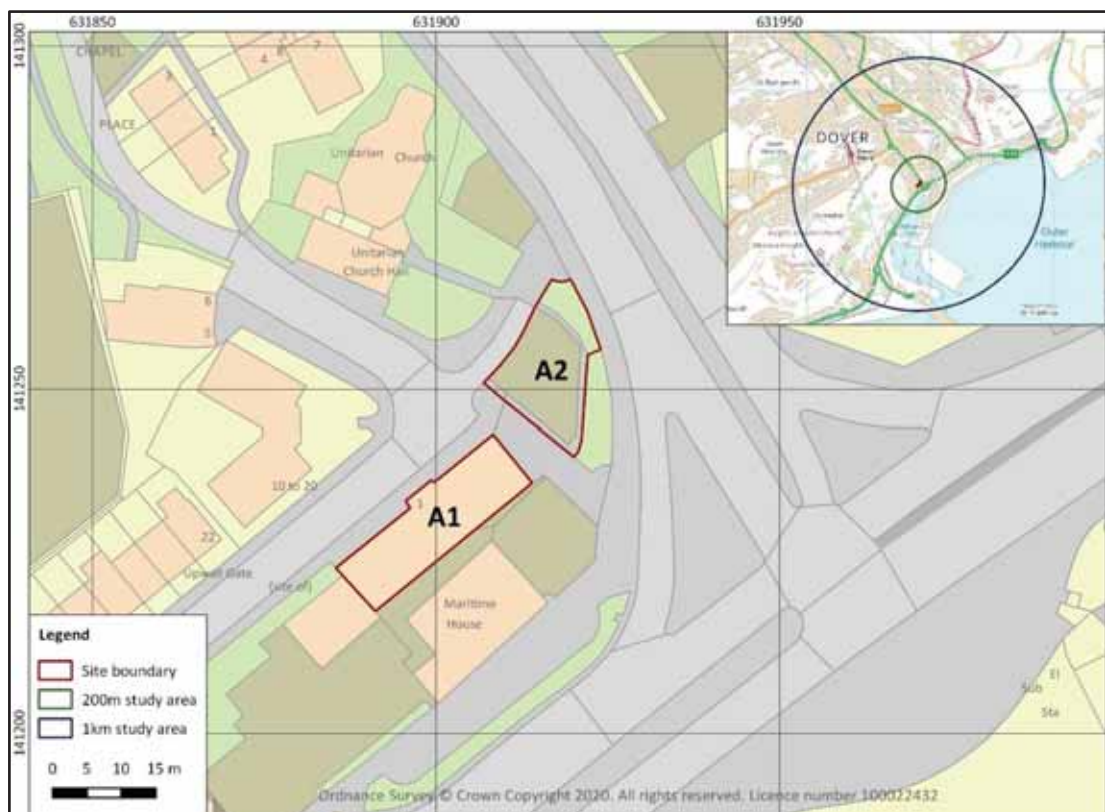 631850
631900
631950
141300
141250
141200
CHAPEL
PLACE
Unitarian
Church
Unitarian
Church Hall
A2
A1
10 to 20
22
Upwall Gate
(site of)
Maritime
House
El
Sub
Sta
DOVER
Outer
Harbour
Legend
Site boundary
200m study area
1km study area
0 5 10 15 m
Ordnance Survey © Crown Copyright 2020. All rights reserved. Licence number 100022432